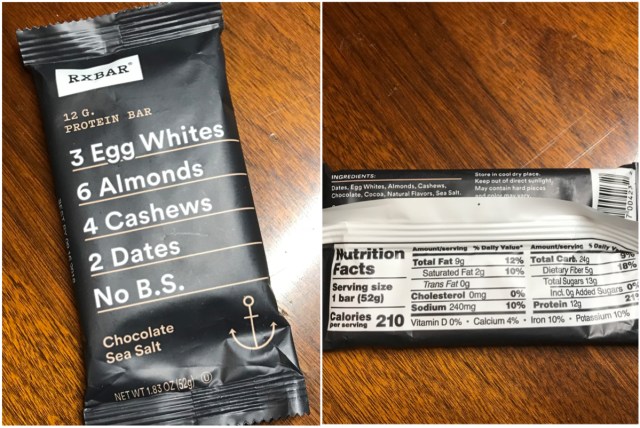 RXBAR®
12 G.
PROTEIN BAR
3 Egg Whites
6 Almonds
4 Cashews
2 Dates
No B.S.
Chocolate
Sea Salt
NET WT 1.83 OZ (52g) Ⓤ
INGREDIENTS:
Dates, Egg Whites, Almonds, Cashews,
Chocolate, Cocoa, Natural Flavors, Sea Salt.
Store in cool dry place.
Keep out of direct sunlight.
May contain hard pieces
Nutrition
Facts
Serving size
1 bar (52g)
Calories
per serving 210
Amount/serving % Daily Value*
Total Fat 9g 12%
Saturated Fat 2g 10%
Trans Fat 0g
Cholesterol 0mg 0%
Sodium 240mg 10%
Amount/serving % Daily
Total Carb. 24g 9%
Dietary Fiber 5g 18%
Total Sugars 13g
Incl. 0g Added Sugars 0%
Protein 12g
Vitamin D 0% • Calcium 4% • Iron 10% • Potassium 10%